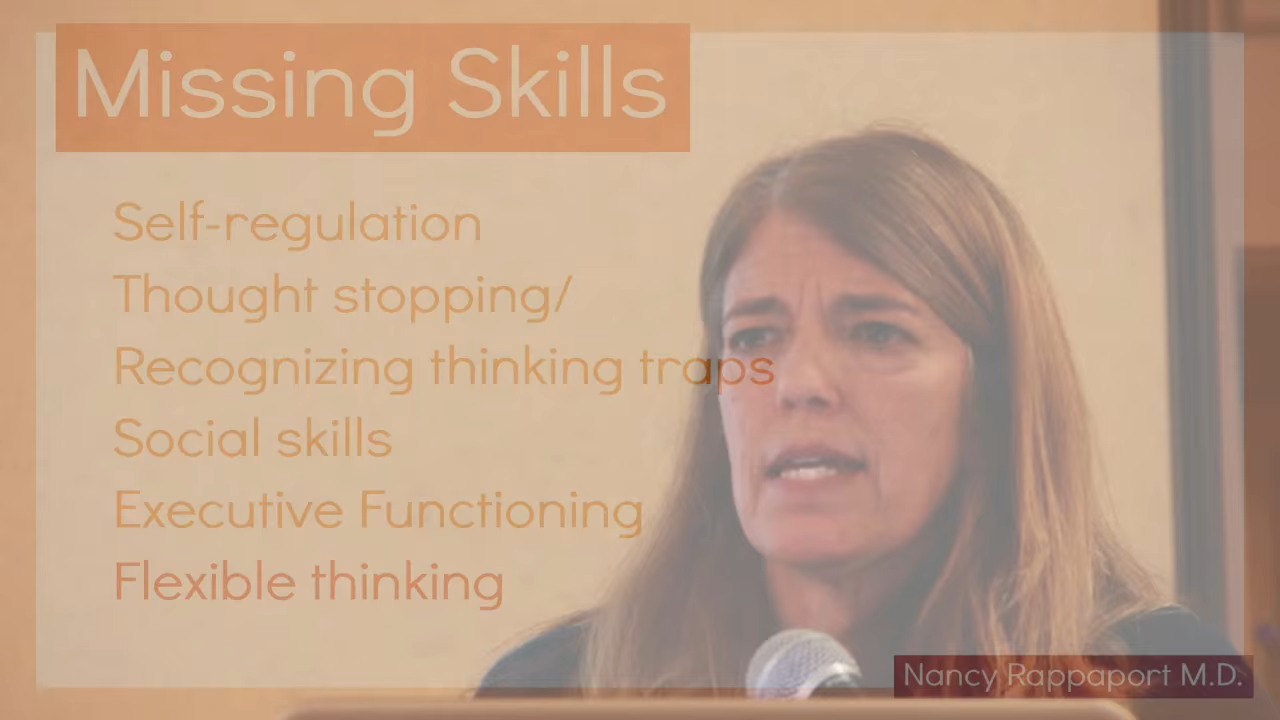 Missing Skills
Self-regulation
Thought stopping/
Recognizing thinking traps
Social skills
Executive Functioning
Flexible thinking
Nancy Rappaport M.D.